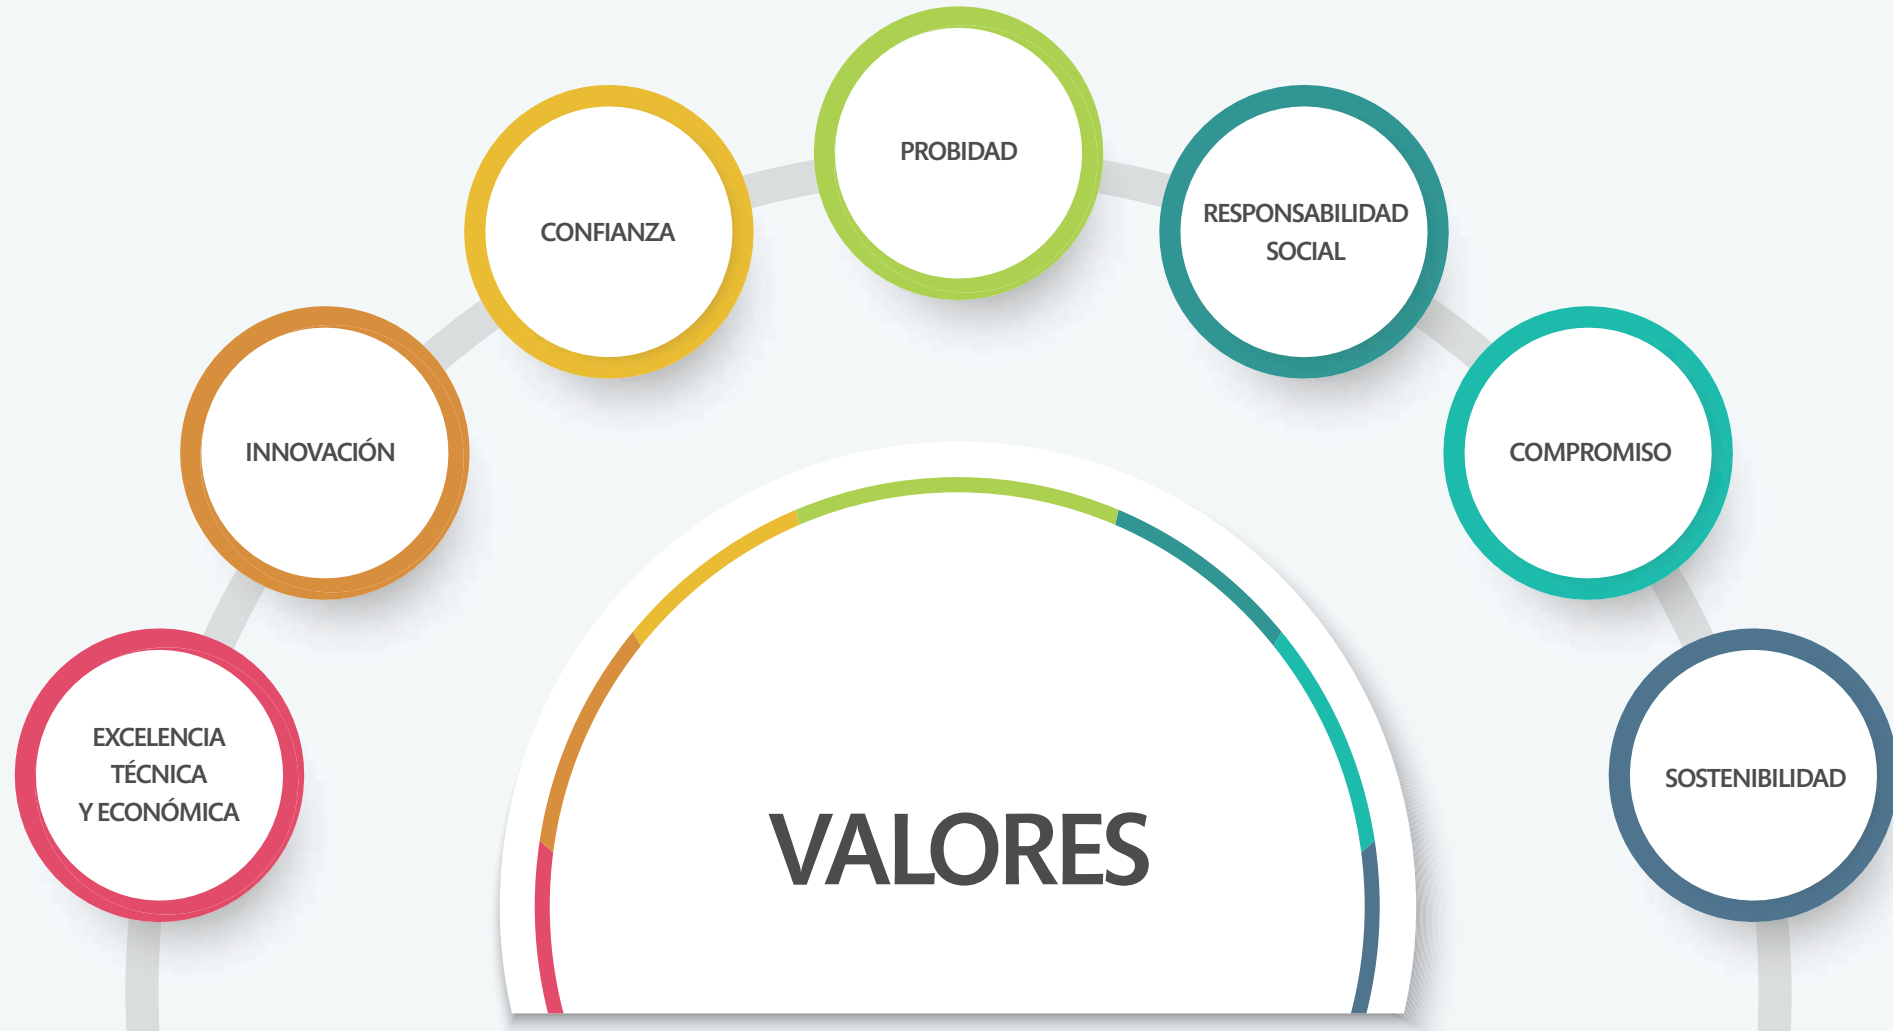 PROBIDAD
CONFIANZA
RESPONSABILIDAD
SOCIAL
INNOVACIÓN
COMPROMISO
EXCELENCIA
TÉCNICA
Y ECONÓMICA
SOSTENIBILIDAD
VALORES